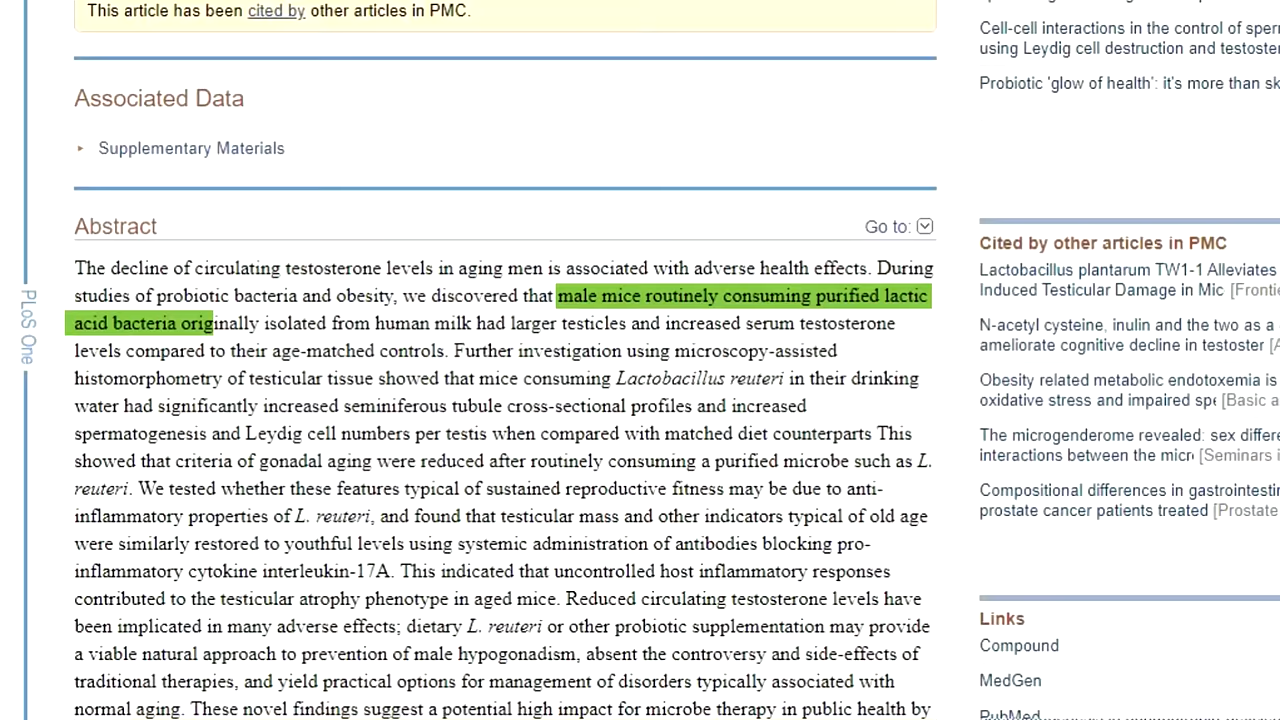 This article has been cited by other articles in PMC.
Associated Data
▸ Supplementary Materials
PLoS One
Abstract
Go to:
The decline of circulating testosterone levels in aging men is associated with adverse health effects. During
studies of probiotic bacteria and obesity, we discovered that male mice routinely consuming purified lactic
acid bacteria originally isolated from human milk had larger testicles and increased serum testosterone
levels compared to their age-matched controls. Further investigation using microscopy-assisted
histomorphometry of testicular tissue showed that mice consuming Lactobacillus reuteri in their drinking
water had significantly increased seminiferous tubule cross-sectional profiles and increased
spermatogenesis and Leydig cell numbers per testis when compared with matched diet counterparts This
showed that criteria of gonadal aging were reduced after routinely consuming a purified microbe such as L.
reuteri. We tested whether these features typical of sustained reproductive fitness may be due to anti-
inflammatory properties of L. reuteri, and found that testicular mass and other indicators typical of old age
were similarly restored to youthful levels using systemic administration of antibodies blocking pro-
inflammatory cytokine interleukin-17A. This indicated that uncontrolled host inflammatory responses
contributed to the testicular atrophy phenotype in aged mice. Reduced circulating testosterone levels have
been implicated in many adverse effects; dietary L. reuteri or other probiotic supplementation may provide
a viable natural approach to prevention of male hypogonadism, absent the controversy and side-effects of
traditional therapies, and yield practical options for management of disorders typically associated with
normal aging. These novel findings suggest a potential high impact for microbe therapy in public health by
Cell-cell interactions in the control of sper
using Leydig cell destruction and testoster
Probiotic 'glow of health': it's more than sk
Cited by other articles in PMC
Lactobacillus plantarum TW1-1 Alleviates
Induced Testicular Damage in Mic [Frontie
N-acetyl cysteine, inulin and the two as a
ameliorate cognitive decline in testoster [A
Obesity related metabolic endotoxemia is
oxidative stress and impaired spe [Basic a
The microgenderome revealed: sex differe
interactions between the micr [Seminars i
Compositional differences in gastrointestin
prostate cancer patients treated [Prostate
Links
Compound
MedGen
PubMed